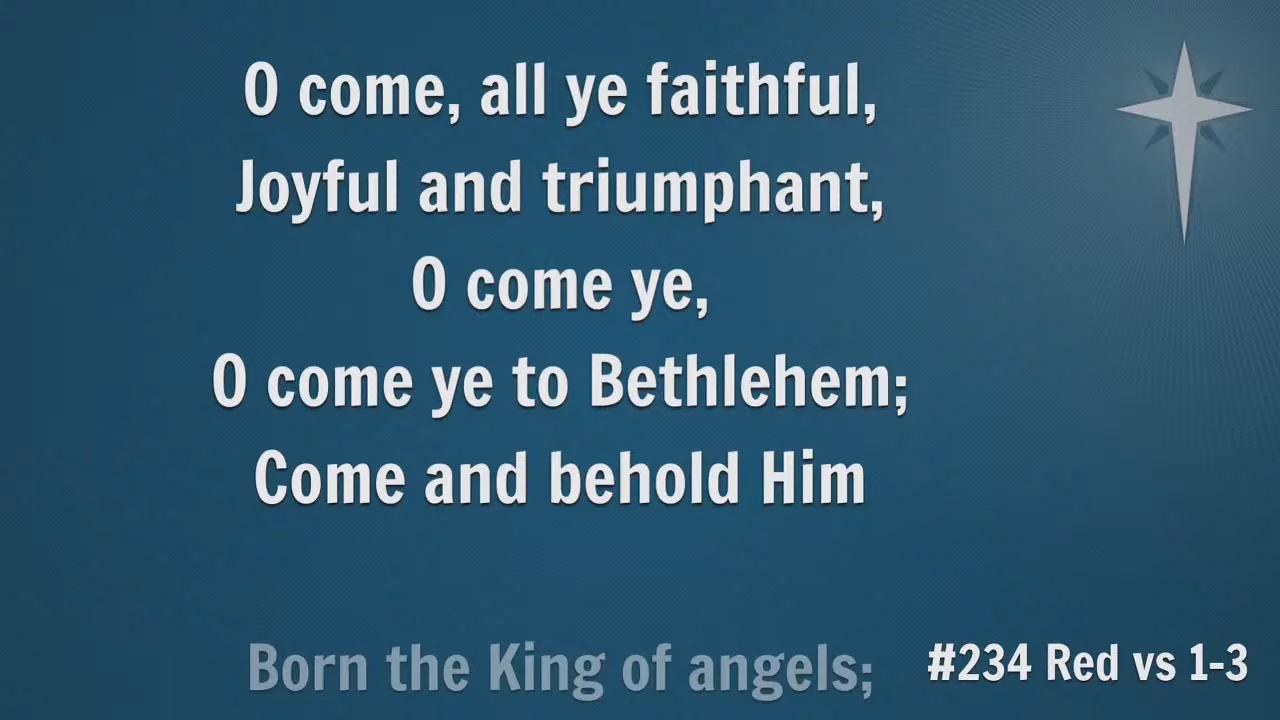 O come, all ye faithful,
Joyful and triumphant,
O come ye,
O come ye to Bethlehem;
Come and behold Him
Born the King of angels;
#234 Red vs 1-3